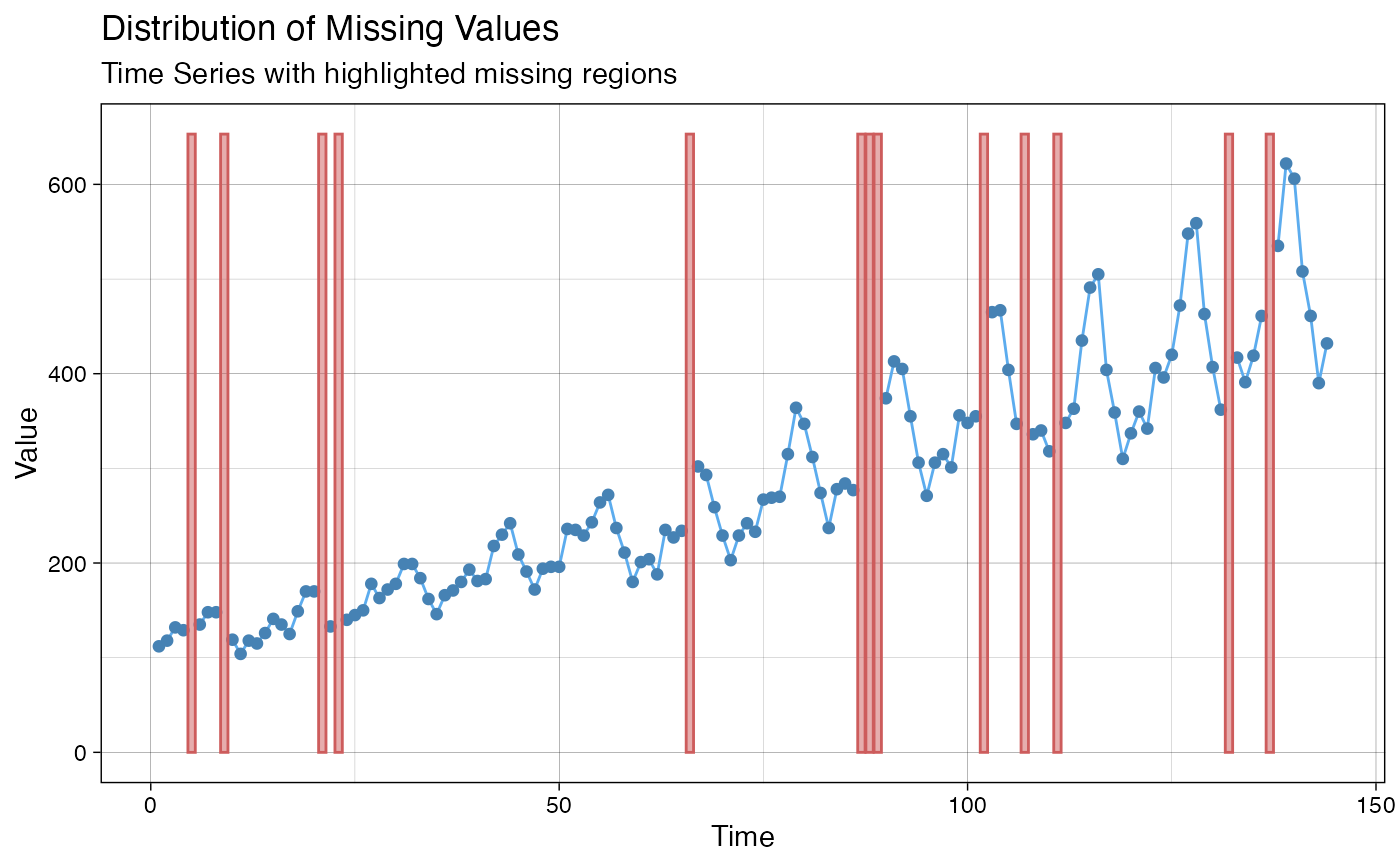 Distribution of Missing Values
Time Series with highlighted missing regions
600
400
200
0
Value
0 50 100 150
Time